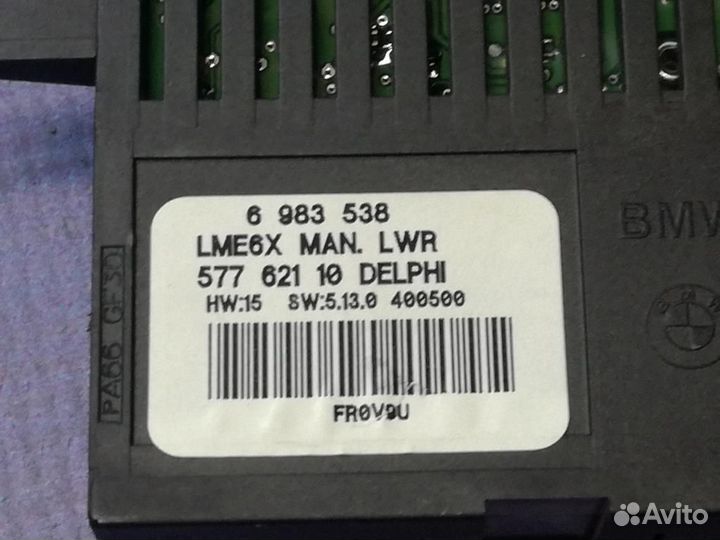 6 983 538
LME6X MAN. LWR
577 621 10 DELPHI
HW:15 SW:5.13.0 400500
FR0V9U
PA66 GF30
BMW
BMW
Avito